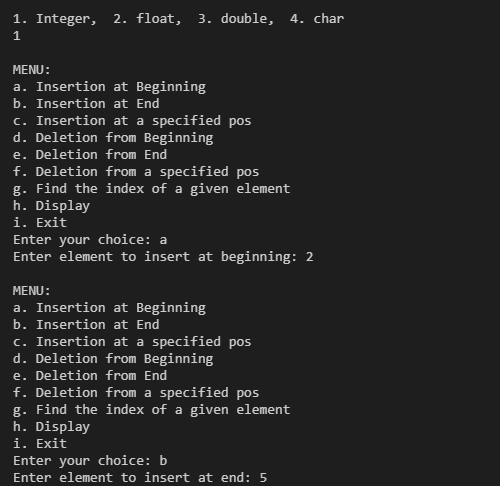 1. Integer,  2. float,  3. double,  4. char
1
MENU:
a. Insertion at Beginning
b. Insertion at End
c. Insertion at a specified pos
d. Deletion from Beginning
e. Deletion from End
f. Deletion from a specified pos
g. Find the index of a given element
h. Display
i. Exit
Enter your choice: a
Enter element to insert at beginning: 2
MENU:
a. Insertion at Beginning
b. Insertion at End
c. Insertion at a specified pos
d. Deletion from Beginning
e. Deletion from End
f. Deletion from a specified pos
g. Find the index of a given element
h. Display
i. Exit
Enter your choice: b
Enter element to insert at end: 5